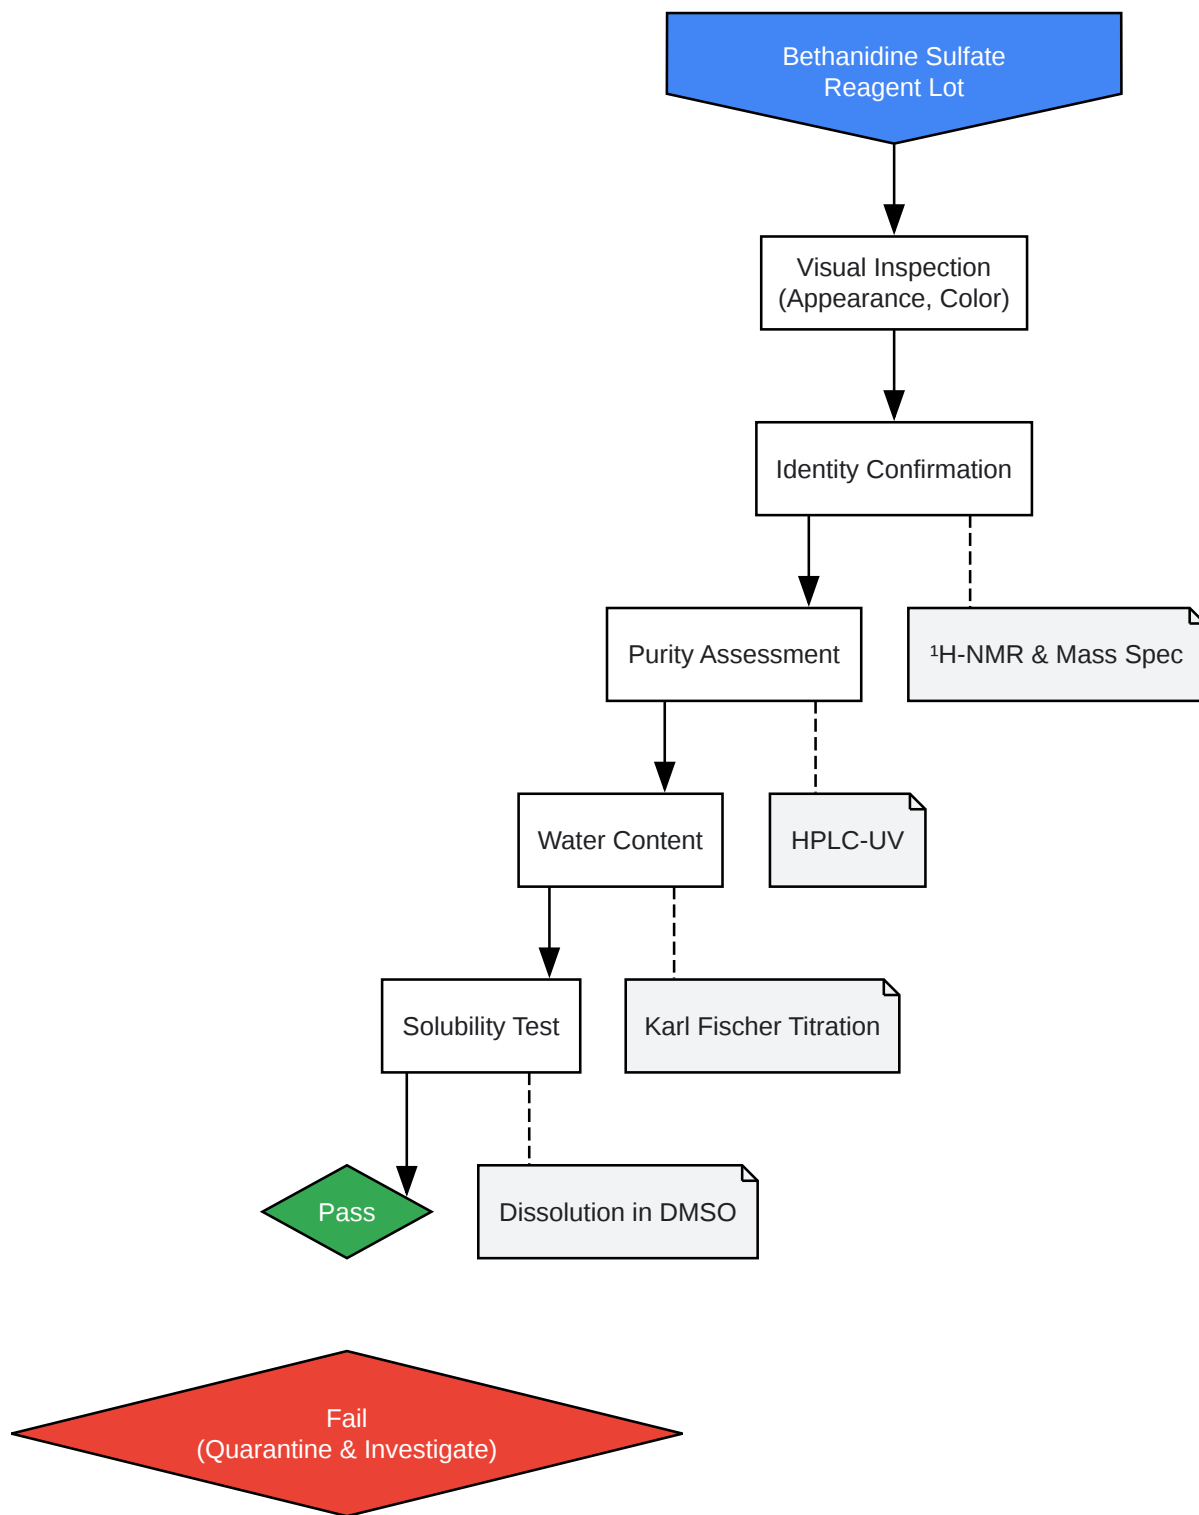 Bethanidine Sulfate
Reagent Lot
Visual Inspection
(Appearance, Color)
Identity Confirmation
Purity Assessment
¹H-NMR & Mass Spec
Water Content
HPLC-UV
Solubility Test
Karl Fischer Titration
Pass
Dissolution in DMSO
Fail
(Quarantine & Investigate)